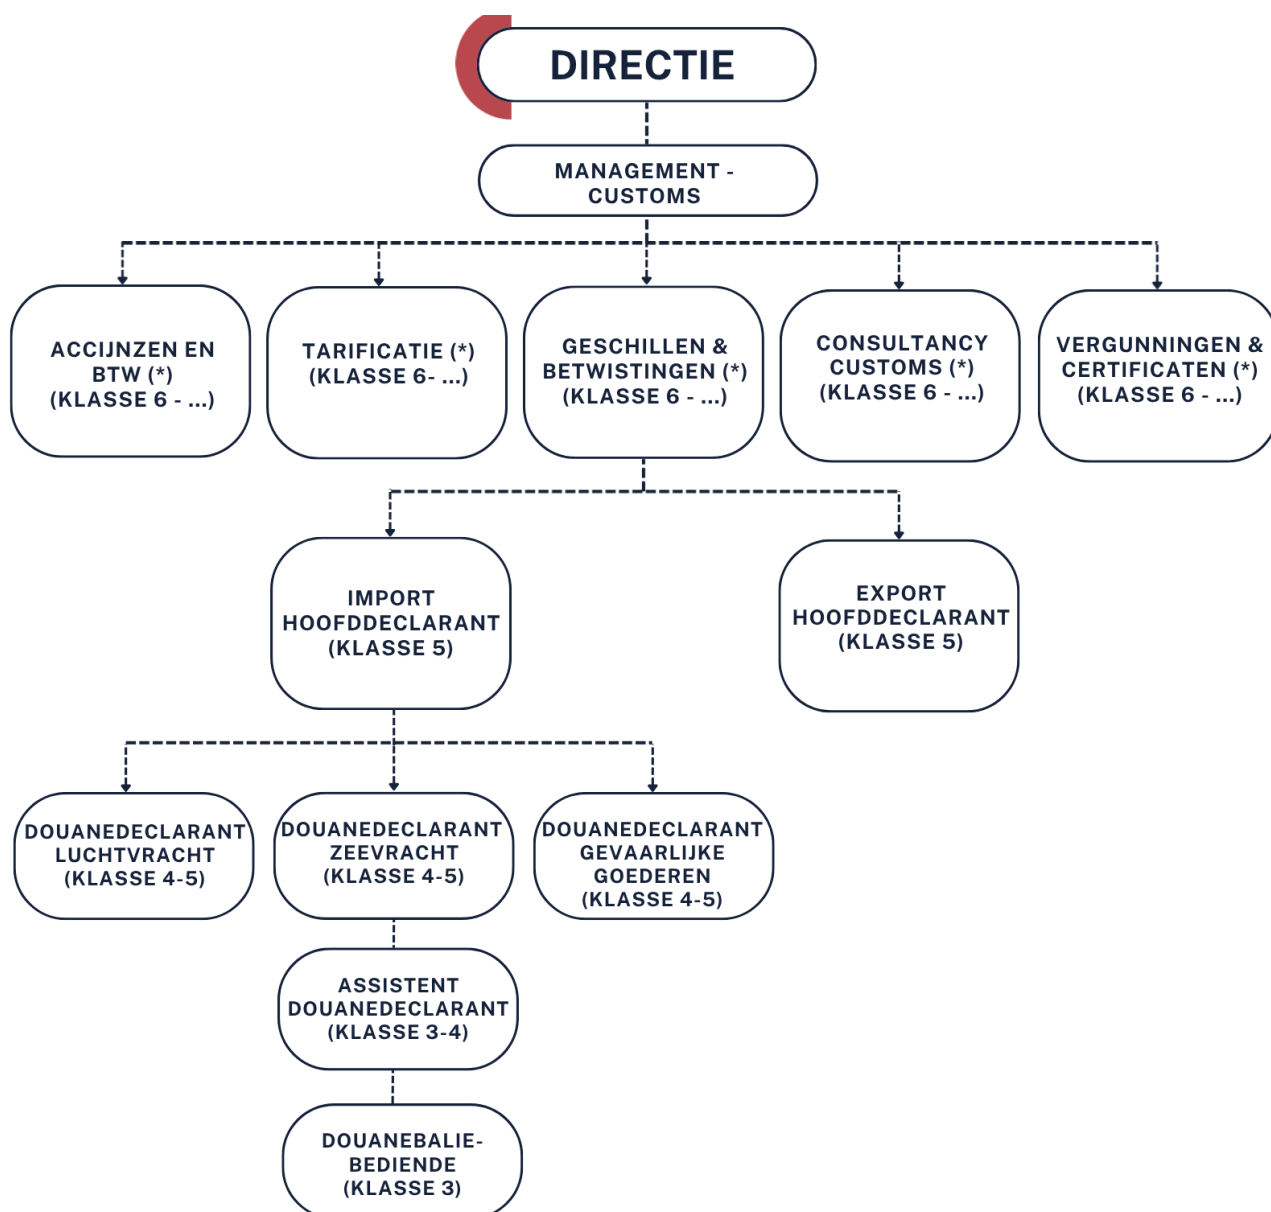 DIRECTIE
MANAGEMENT -
CUSTOMS
ACCIJNZEN EN
BTW (*)
(KLASSE 6 - ...)
TARIFICATIE (*)
(KLASSE 6- ...)
GESCHILLEN &
BETWISTINGEN (*)
(KLASSE 6 - ...)
CONSULTANCY
CUSTOMS (*)
(KLASSE 6 - ...)
VERGUNNINGEN &
CERTIFICATEN (*)
(KLASSE 6 - ...)
IMPORT
HOOFDDECLARANT
(KLASSE 5)
EXPORT
HOOFDDECLARANT
(KLASSE 5)
DOUANEDECLARANT
LUCHTVRACHT
(KLASSE 4-5)
DOUANEDECLARANT
ZEEVRACHT
(KLASSE 4-5)
DOUANEDECLARANT
GEVAARLIJKE
GOEDEREN
(KLASSE 4-5)
ASSISTENT
DOUANEDECLARANT
(KLASSE 3-4)
DOUANEBALIE-
BEDIENDE
(KLASSE 3)